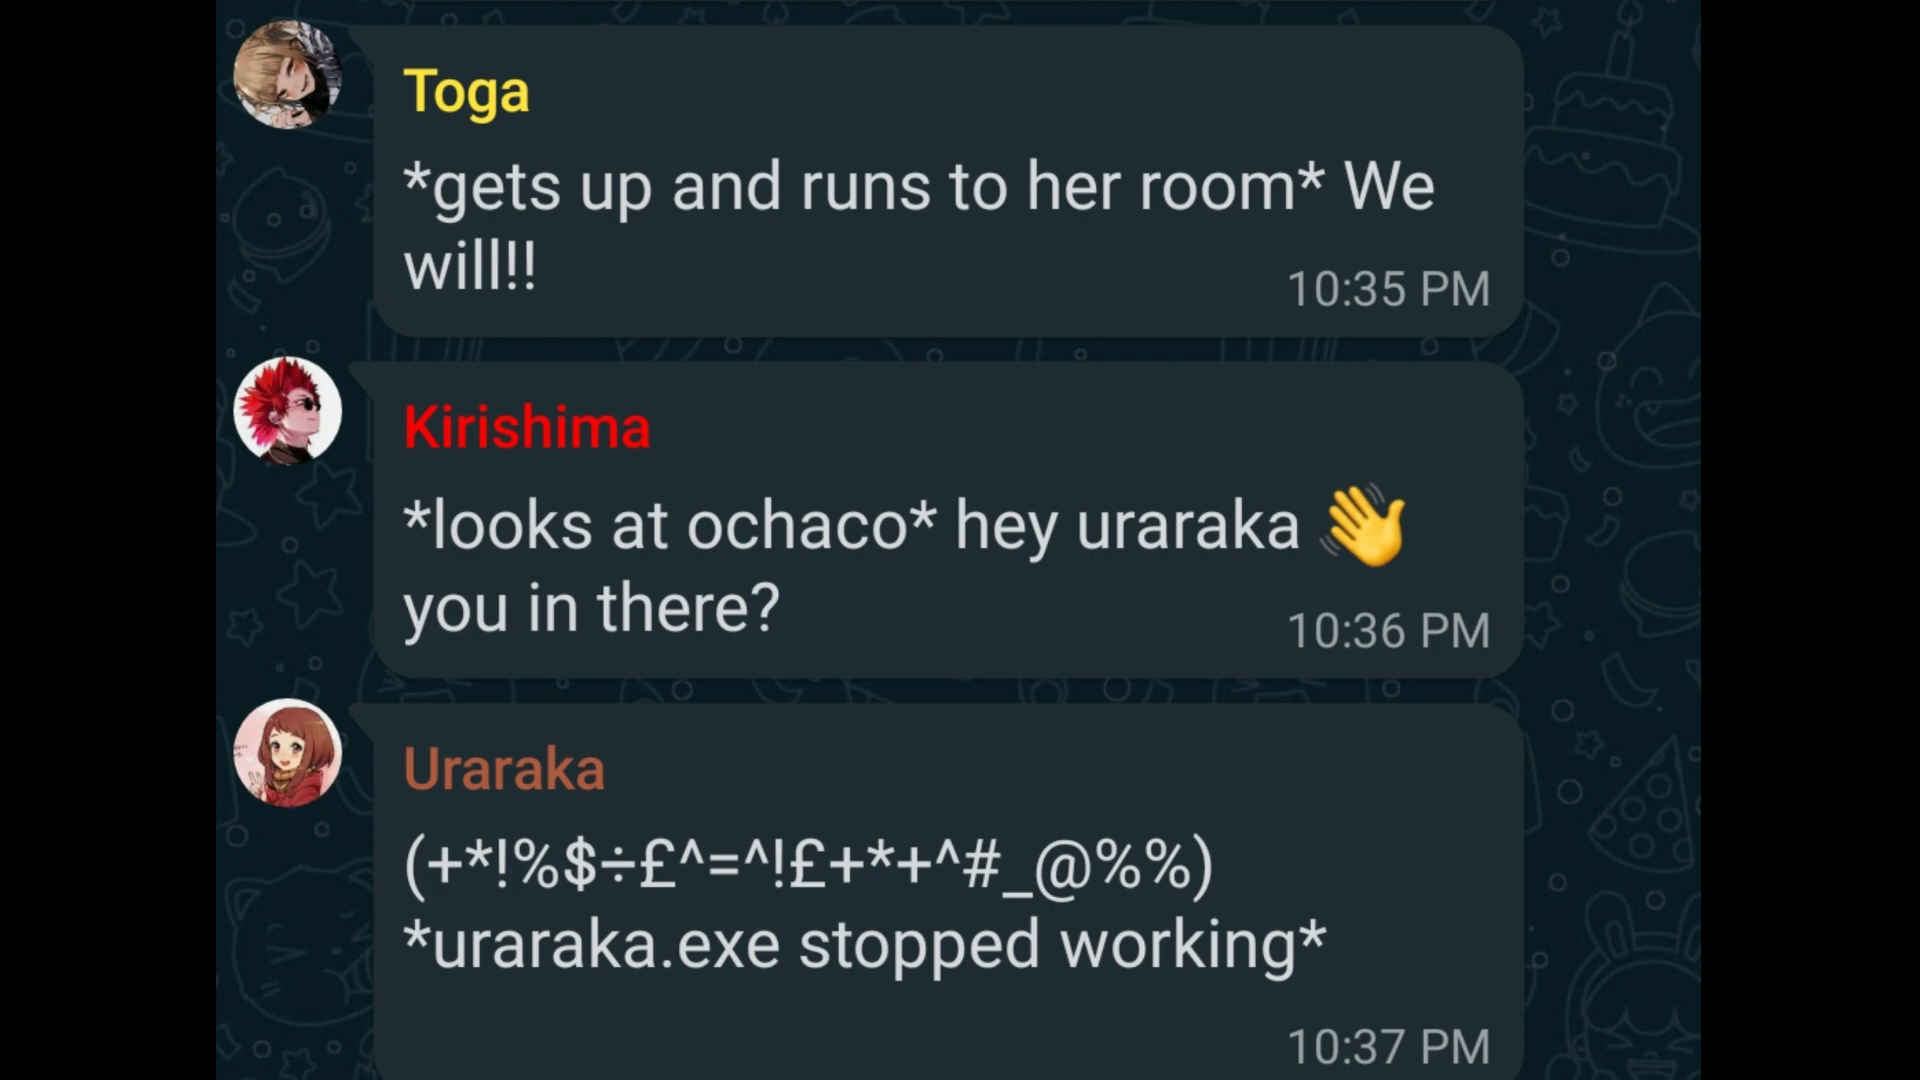 Toga
*gets up and runs to her room* We
will!!
10:35 PM
Kirishima
*looks at ochaco* hey uraraka 👋
you in there?
10:36 PM
Uraraka
(+*!%$÷£^=^!£+*+^#_@%%)
*uraraka.exe stopped working*
10:37 PM